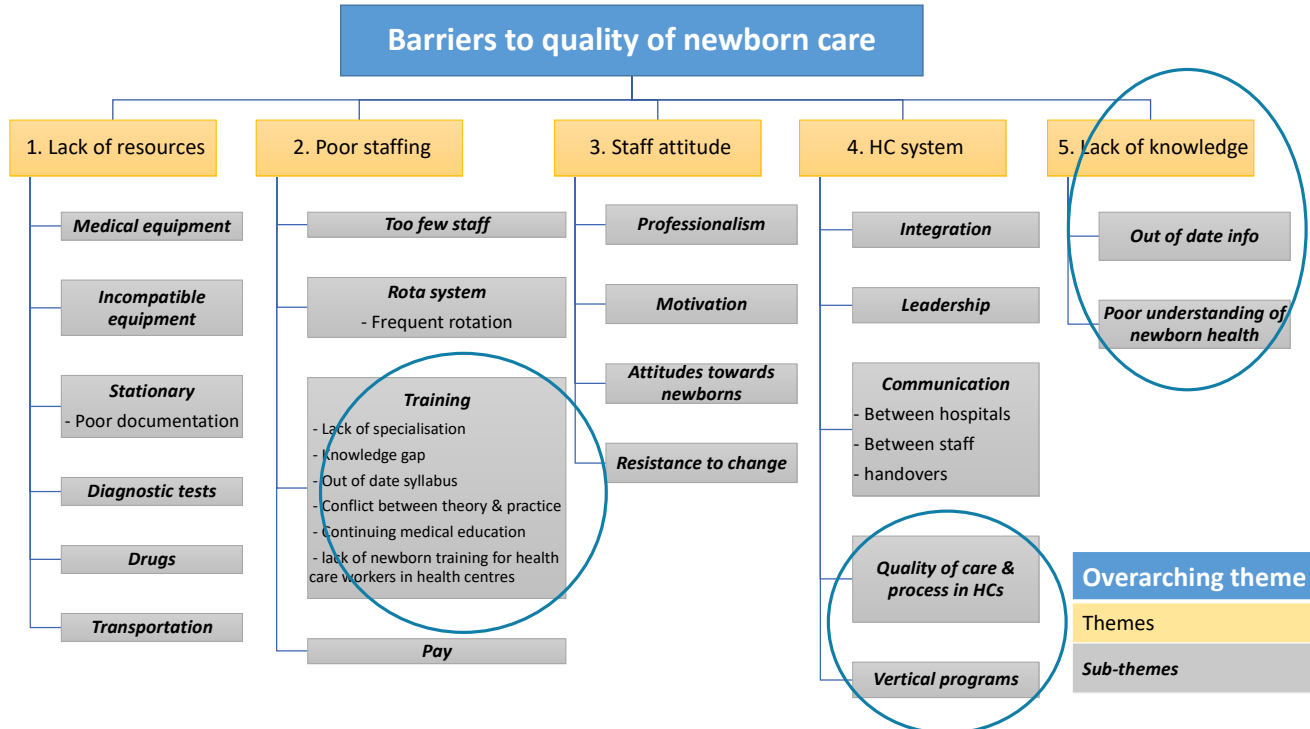 Barriers to quality of newborn care
1. Lack of resources
Medical equipment
Incompatible
equipment
Stationary
- Poor documentation
Diagnostic tests
Drugs
Transportation
2. Poor staffing
Too few staff
Rota system
- Frequent rotation
Training
- Lack of specialisation
- Knowledge gap
- Out of date syllabus
- Conflict between theory & practice
- Continuing medical education
- lack of newborn training for health
care workers in health centres
Pay
3. Staff attitude
Professionalism
Motivation
Attitudes towards
newborns
Resistance to change
4. HC system
Integration
Leadership
Communication
- Between hospitals
- Between staff
- handovers
Quality of care &
process in HCs
Vertical programs
5. Lack of knowledge
Out of date info
Poor understanding of
newborn health
Overarching theme
Themes
Sub-themes